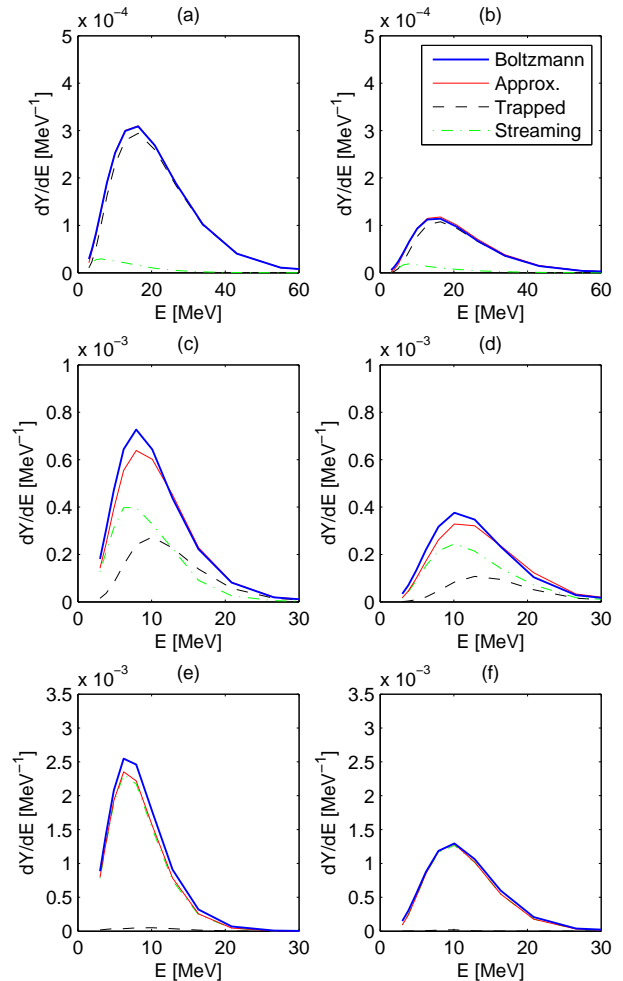 x 10⁻⁴ (a)
5
4
3
2
1
0
dY/dE [MeV⁻¹]
0 20 40 60
E [MeV]
x 10⁻⁴ (b)
5
4
3
2
1
0
dY/dE [MeV⁻¹]
0 20 40 60
E [MeV]
Boltzmann
Approx.
Trapped
Streaming
x 10⁻³ (c)
1
0.8
0.6
0.4
0.2
0
dY/dE [MeV⁻¹]
0 10 20 30
E [MeV]
x 10⁻³ (d)
1
0.8
0.6
0.4
0.2
0
dY/dE [MeV⁻¹]
0 10 20 30
E [MeV]
x 10⁻³ (e)
3.5
3
2.5
2
1.5
1
0.5
0
dY/dE [MeV⁻¹]
0 10 20 30
E [MeV]
x 10⁻³ (f)
3.5
3
2.5
2
1.5
1
0.5
0
dY/dE [MeV⁻¹]
0 10 20 30
E [MeV]